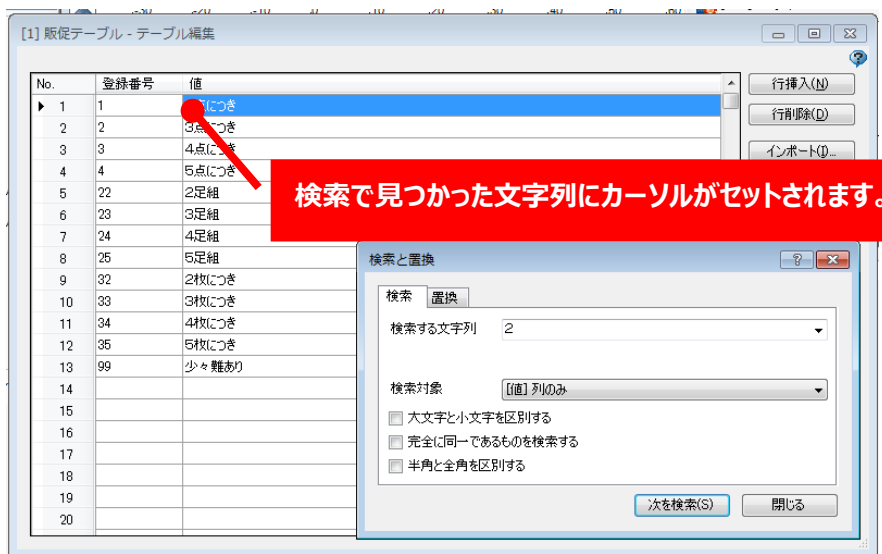 [1] 販促テーブル - テーブル編集
No. 登録番号 値
行挿入(N)
1 1 点につき
行削除(D)
2 2 3点につき
3 3 4点につき
インポート(I)...
4 4 5点につき
検索で見つかった文字列にカーソルがセットされます。
5 22 2足組
6 23 3足組
7 24 4足組
8 25 5足組
9 32 2枚につき
10 33 3枚につき
11 34 4枚につき
12 35 5枚につき
13 99 少々難あり
14
15
16
17
18
19
20
検索と置換
検索 置換
検索する文字列 2
検索対象 [値] 列のみ
大文字と小文字を区別する
完全に同一であるものを検索する
半角と全角を区別する
次を検索(S) 閉じる